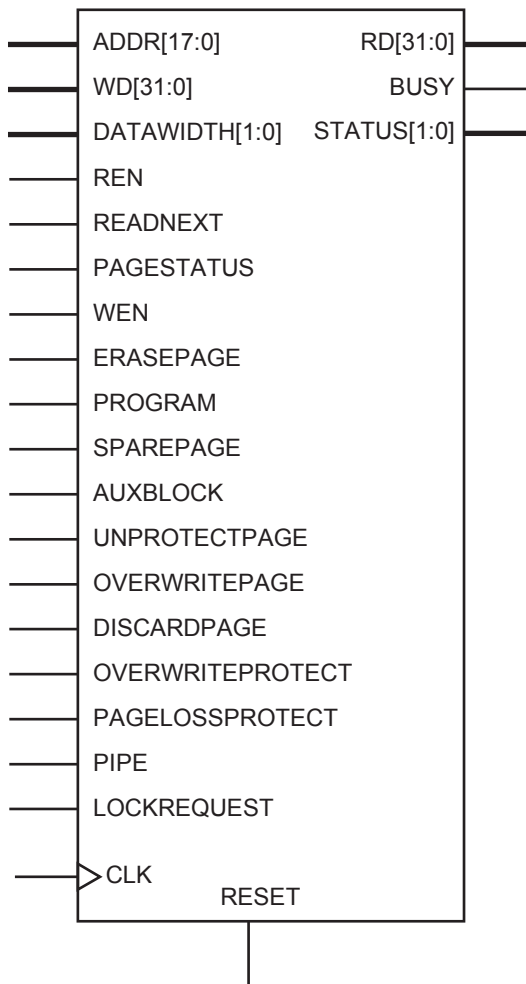 ADDR[17:0] RD[31:0]
WD[31:0] BUSY
DATAWIDTH[1:0] STATUS[1:0]
REN
READNEXT
PAGESTATUS
WEN
ERASEPAGE
PROGRAM
SPAREPAGE
AUXBLOCK
UNPROTECTPAGE
OVERWRITEPAGE
DISCARDPAGE
OVERWRITEPROTECT
PAGELOSSPROTECT
PIPE
LOCKREQUEST
CLK
RESET